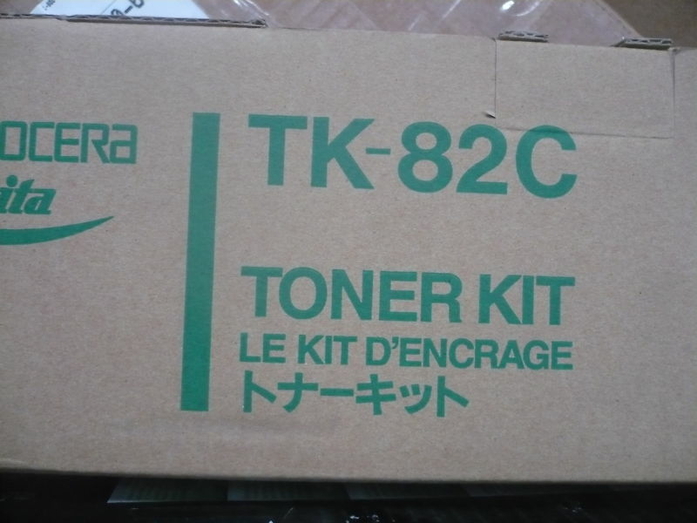 OCERA
ita
TK-82C
TONER KIT
LE KIT D'ENCRAGE
トナーキット